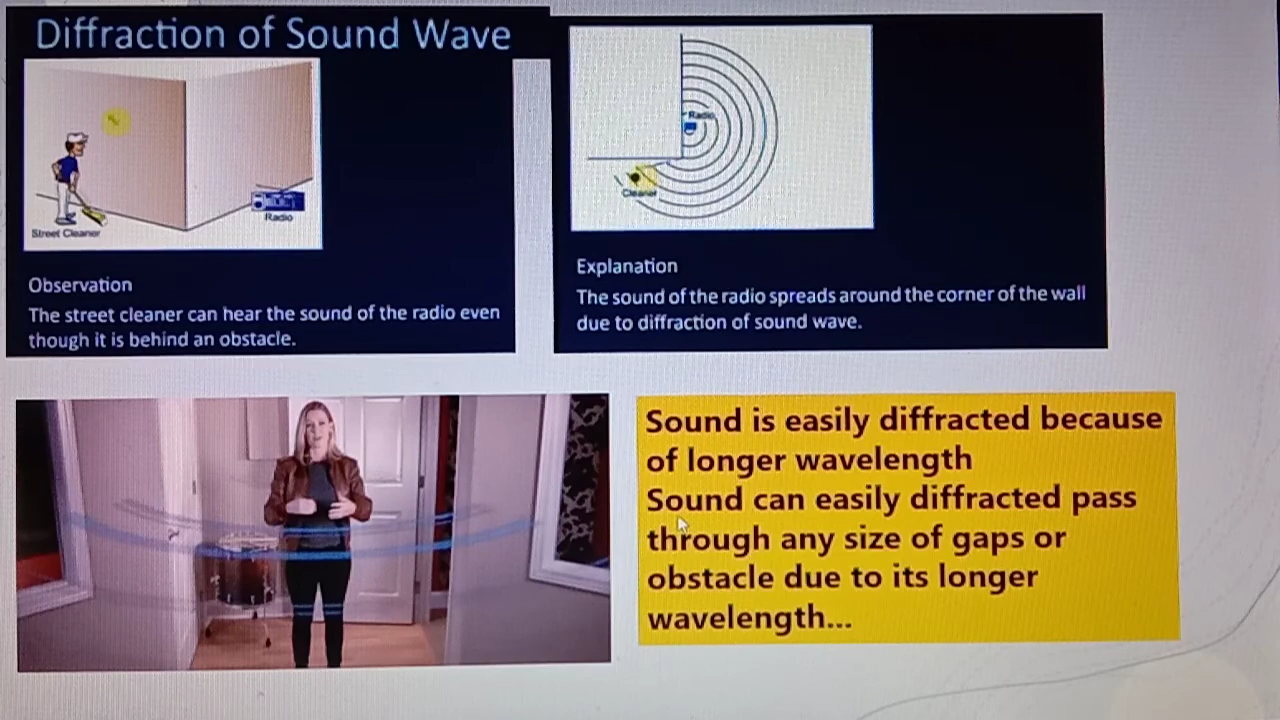 Diffraction of Sound Wave
Street Cleaner
Radio
Observation
The street cleaner can hear the sound of the radio even
though it is behind an obstacle.
Radio
Cleaner
Explanation
The sound of the radio spreads around the corner of the wall
due to diffraction of sound wave.
Sound is easily diffracted because
of longer wavelength
Sound can easily diffracted pass
through any size of gaps or
obstacle due to its longer
wavelength...